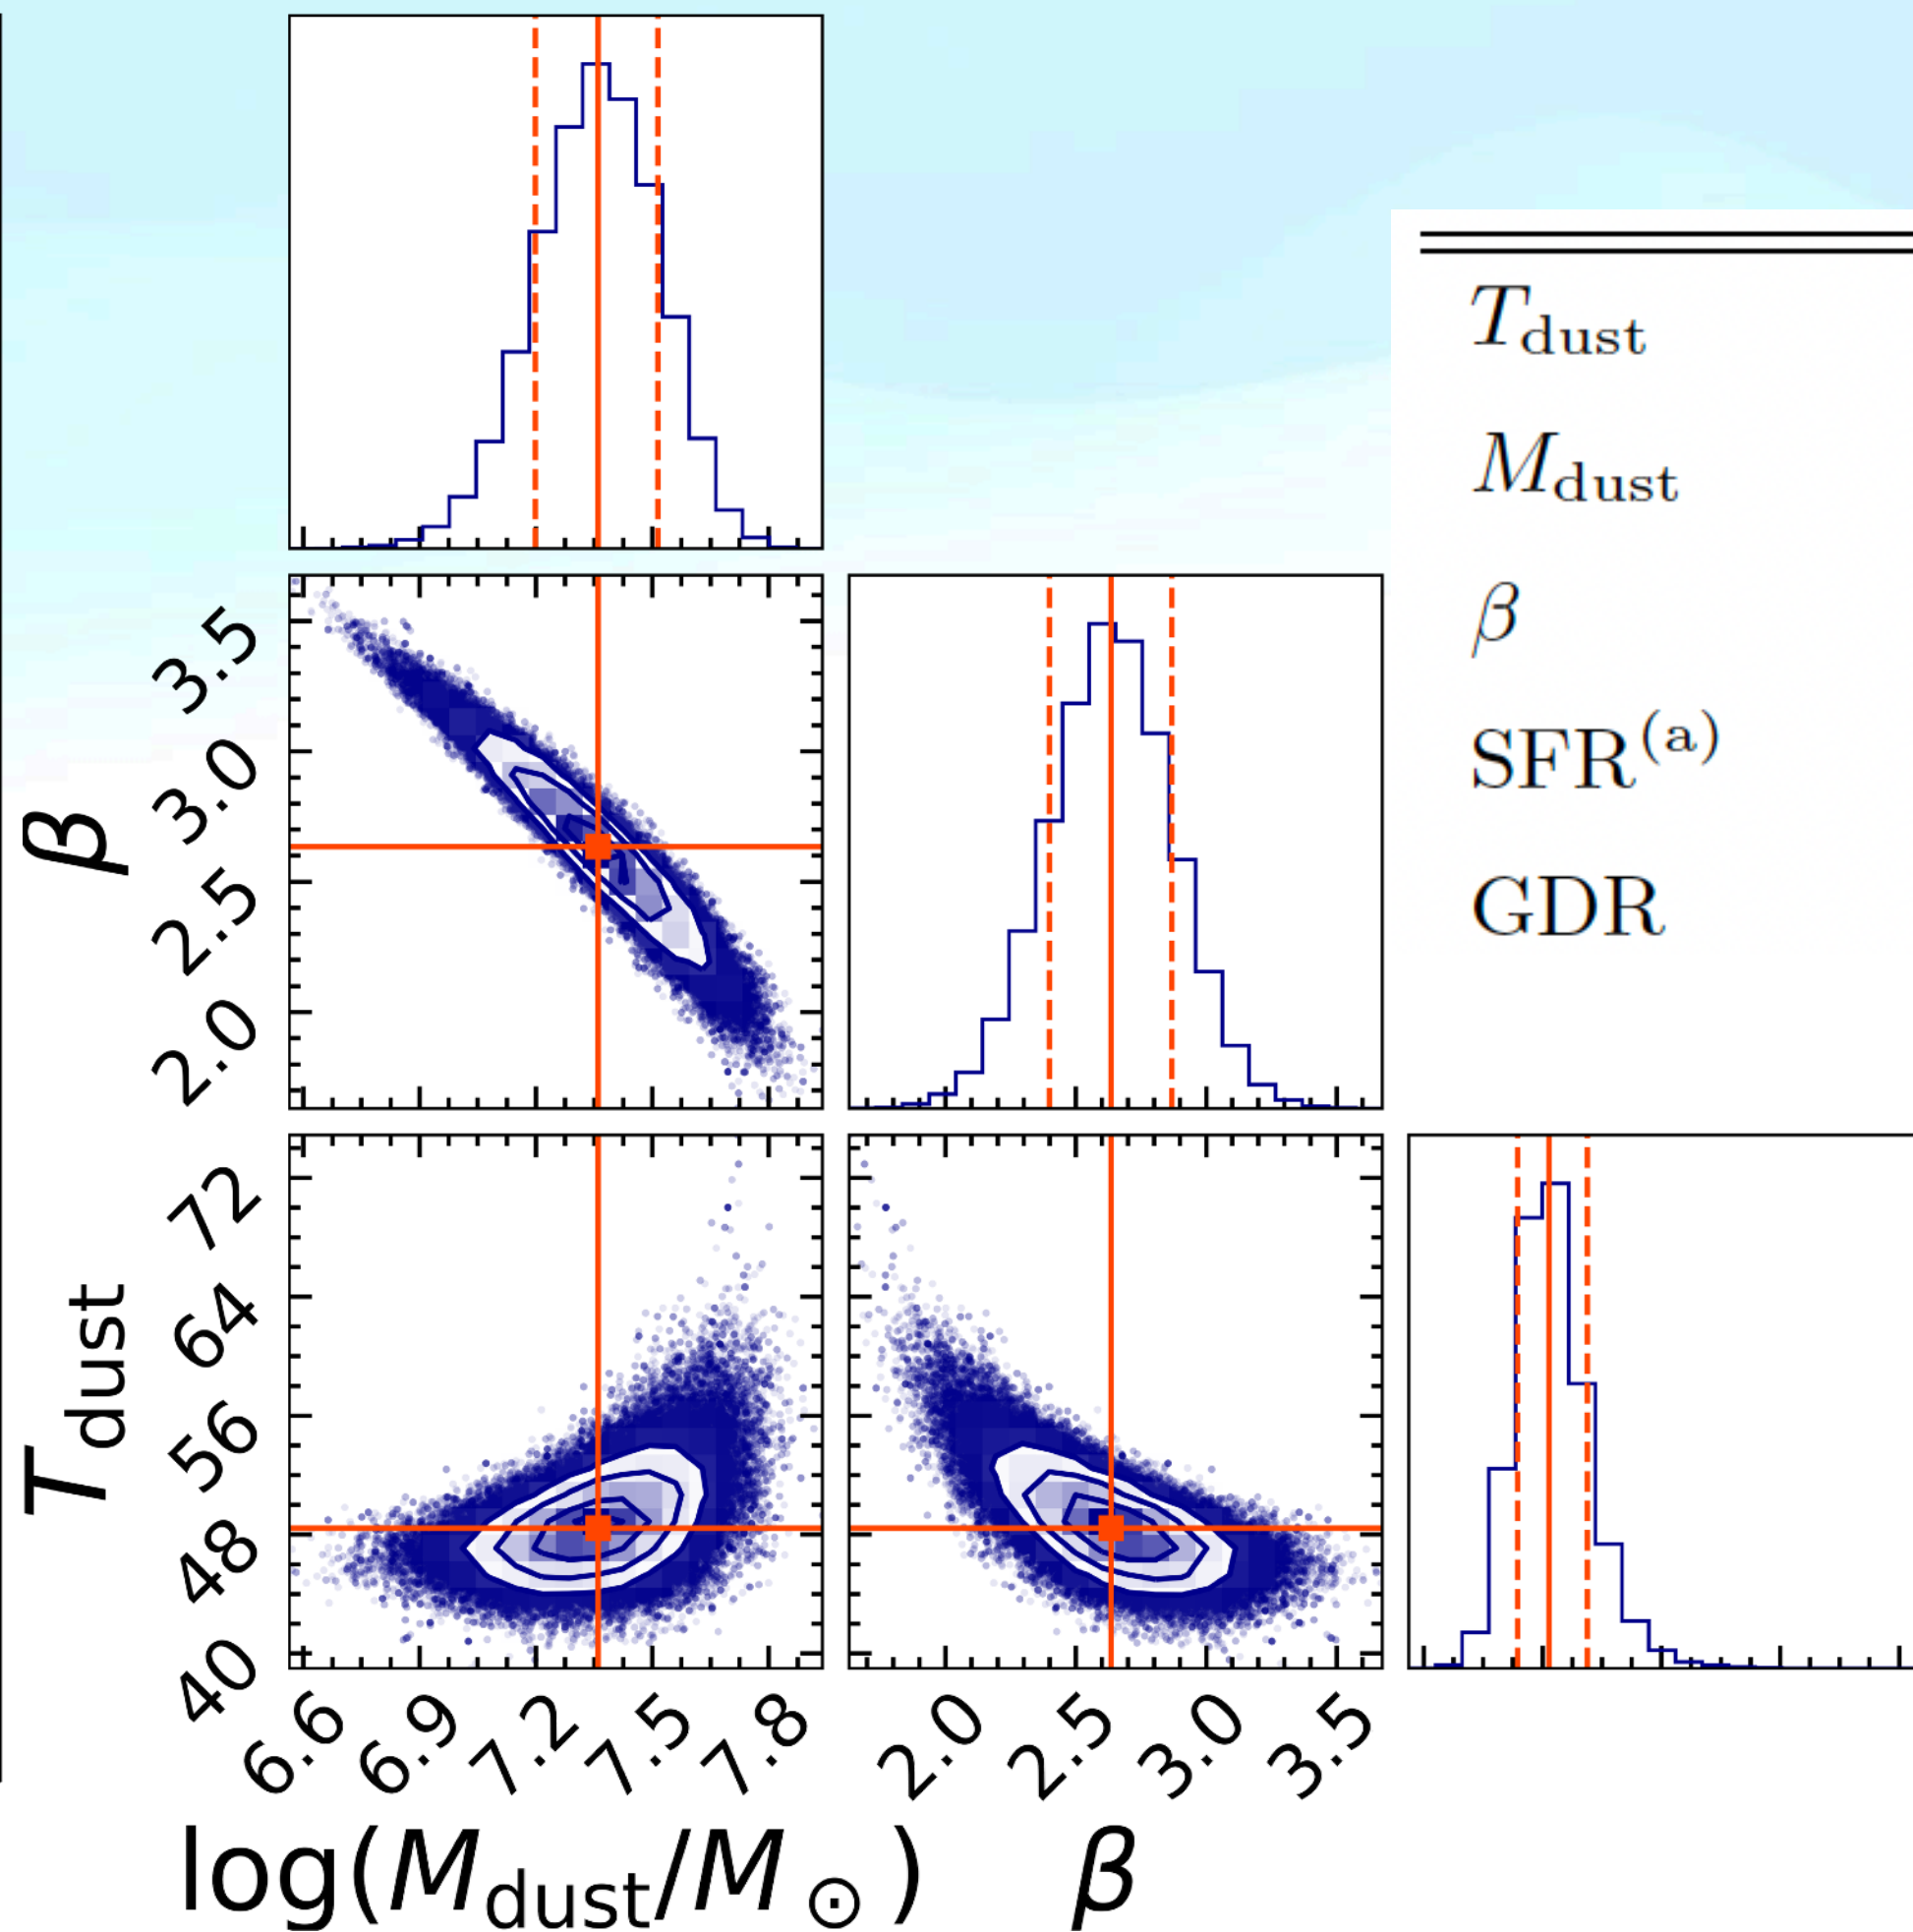 T_dust
M_dust
β
SFR^(a)
GDR
β
3.5
3.0
2.5
2.0
T_dust
72
64
56
48
40
6.6 6.9 7.2 7.5 7.8
2.0 2.5 3.0 3.5
log(M_dust/M_⊙)
β